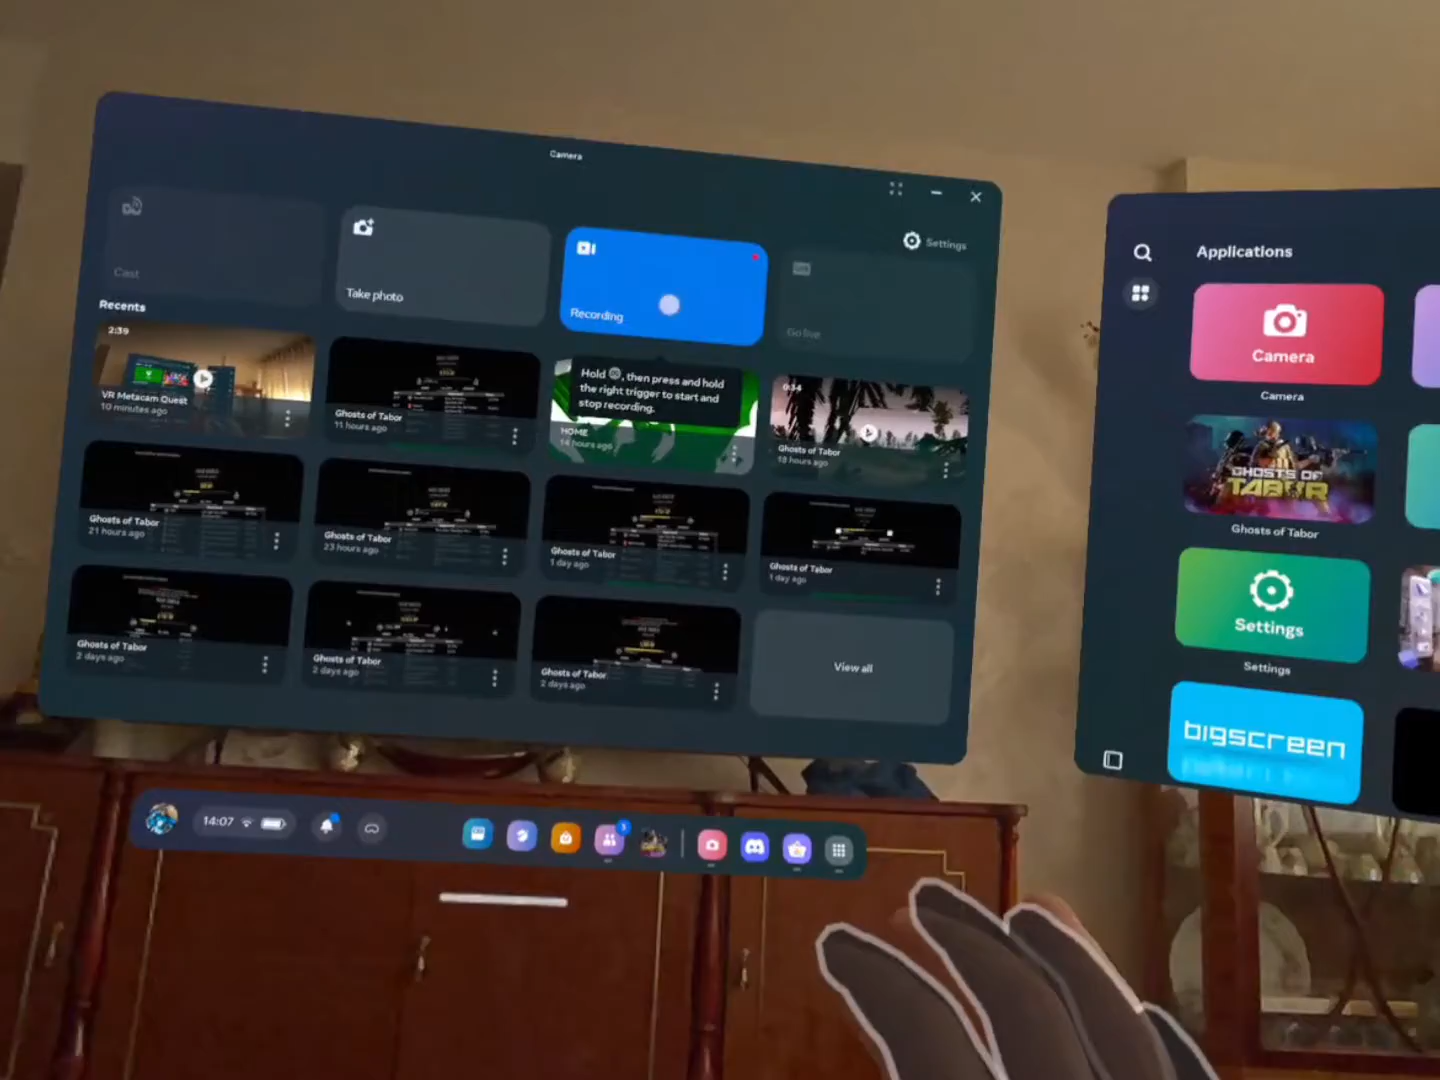 Camera
Settings
Cast
Take photo
Recording
Go live
Recents
2:39
VR Metacam Quest
10 minutes ago
Ghosts of Tabor
11 hours ago
Hold , then press and hold
the right trigger to start and
stop recording.
HOME
14 hours ago
0:34
Ghosts of Tabor
19 hours ago
Ghosts of Tabor
21 hours ago
Ghosts of Tabor
23 hours ago
Ghosts of Tabor
1 day ago
Ghosts of Tabor
1 day ago
Ghosts of Tabor
2 days ago
Ghosts of Tabor
2 days ago
Ghosts of Tabor
2 days ago
View all
14:07
3
Applications
Camera
Camera
GHOSTS OF
TABOR
Ghosts of Tabor
Settings
Settings
bigscreen